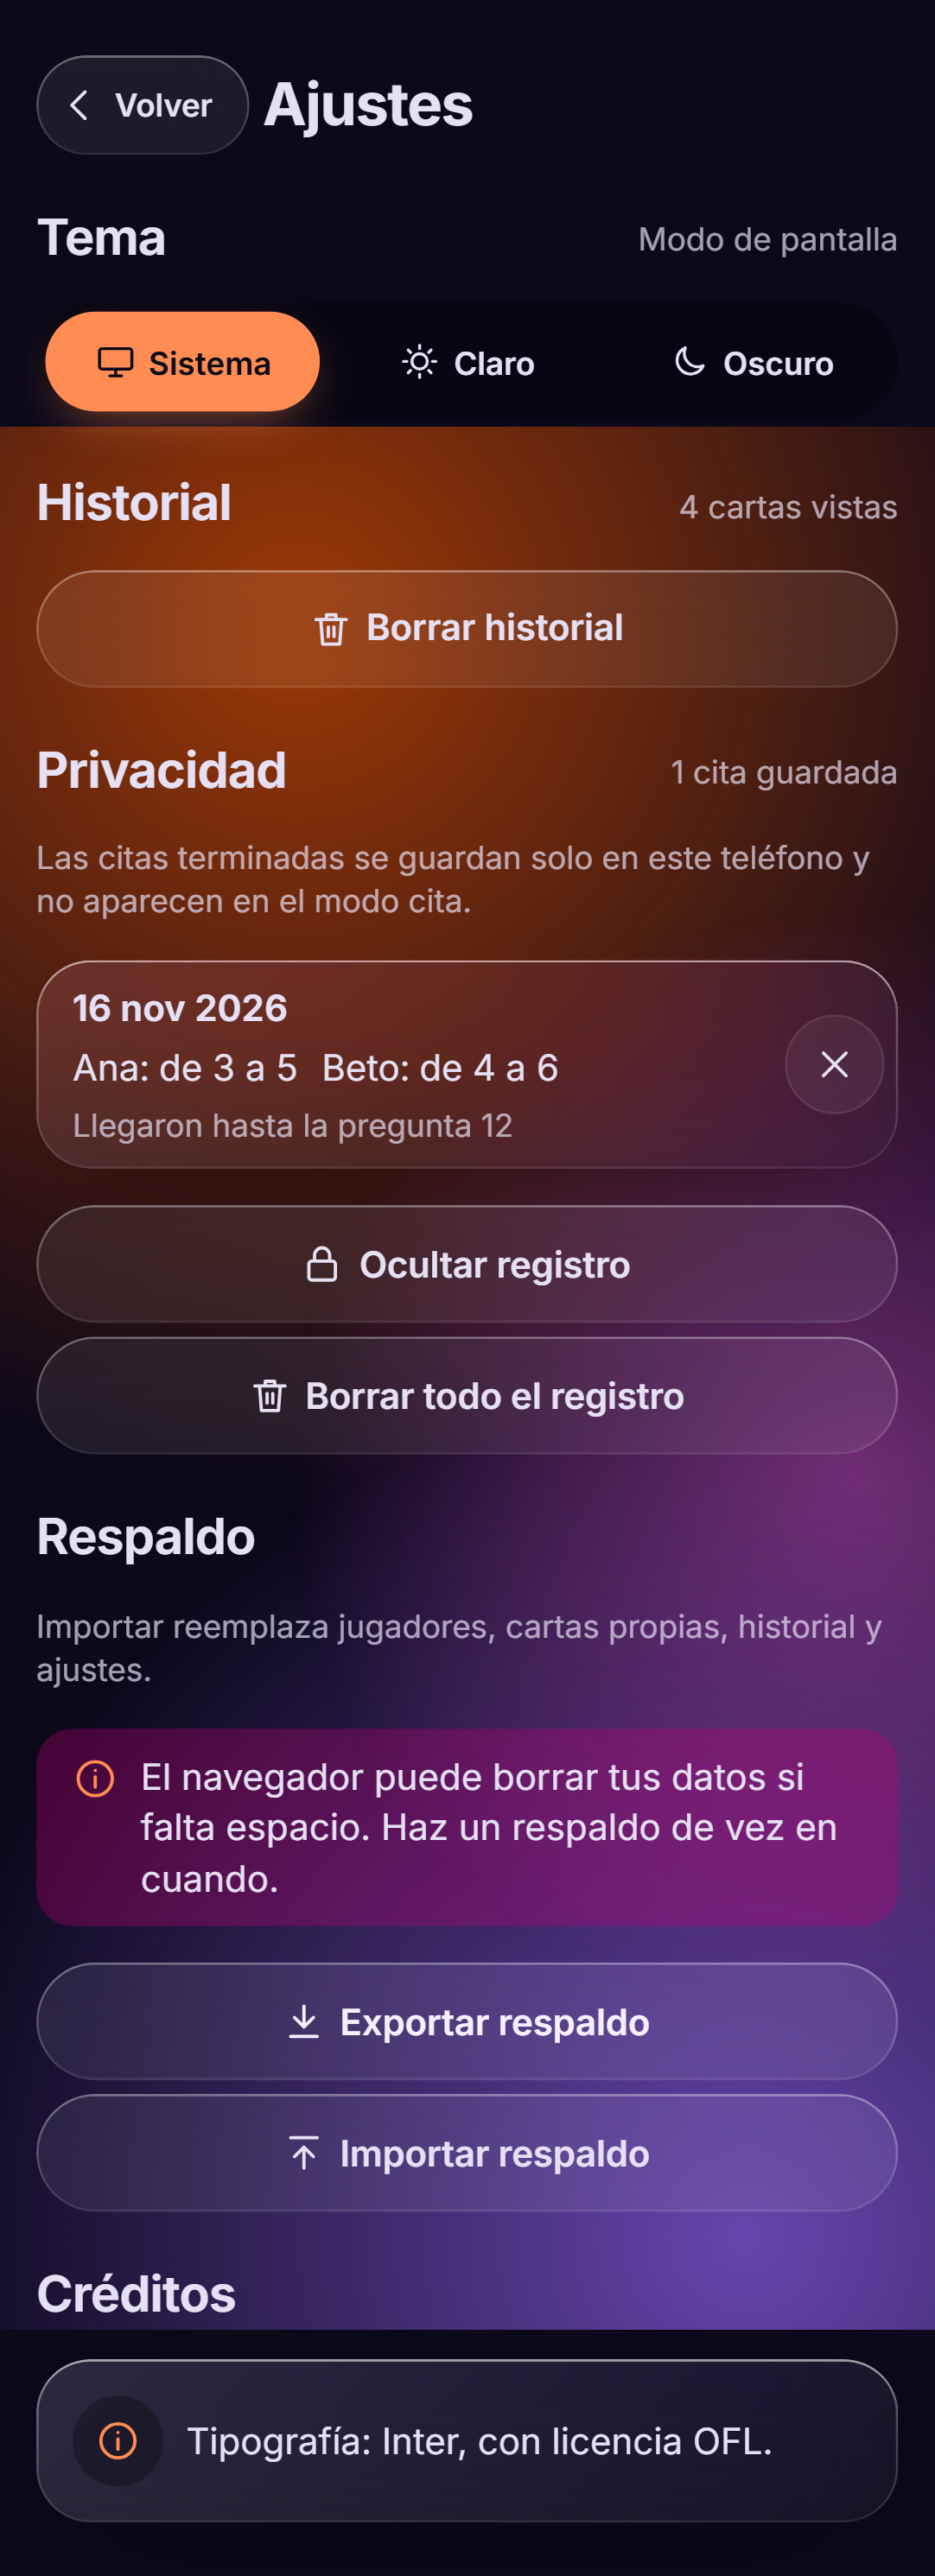 Volver
Ajustes
Tema
Modo de pantalla
Sistema
Claro
Oscuro
Historial
4 cartas vistas
Borrar historial
Privacidad
1 cita guardada
Las citas terminadas se guardan solo en este teléfono y
no aparecen en el modo cita.
16 nov 2026
Ana: de 3 a 5 Beto: de 4 a 6
Llegaron hasta la pregunta 12
Ocultar registro
Borrar todo el registro
Respaldo
Importar reemplaza jugadores, cartas propias, historial y
ajustes.
El navegador puede borrar tus datos si
falta espacio. Haz un respaldo de vez en
cuando.
Exportar respaldo
Importar respaldo
Créditos
Tipografía: Inter, con licencia OFL.